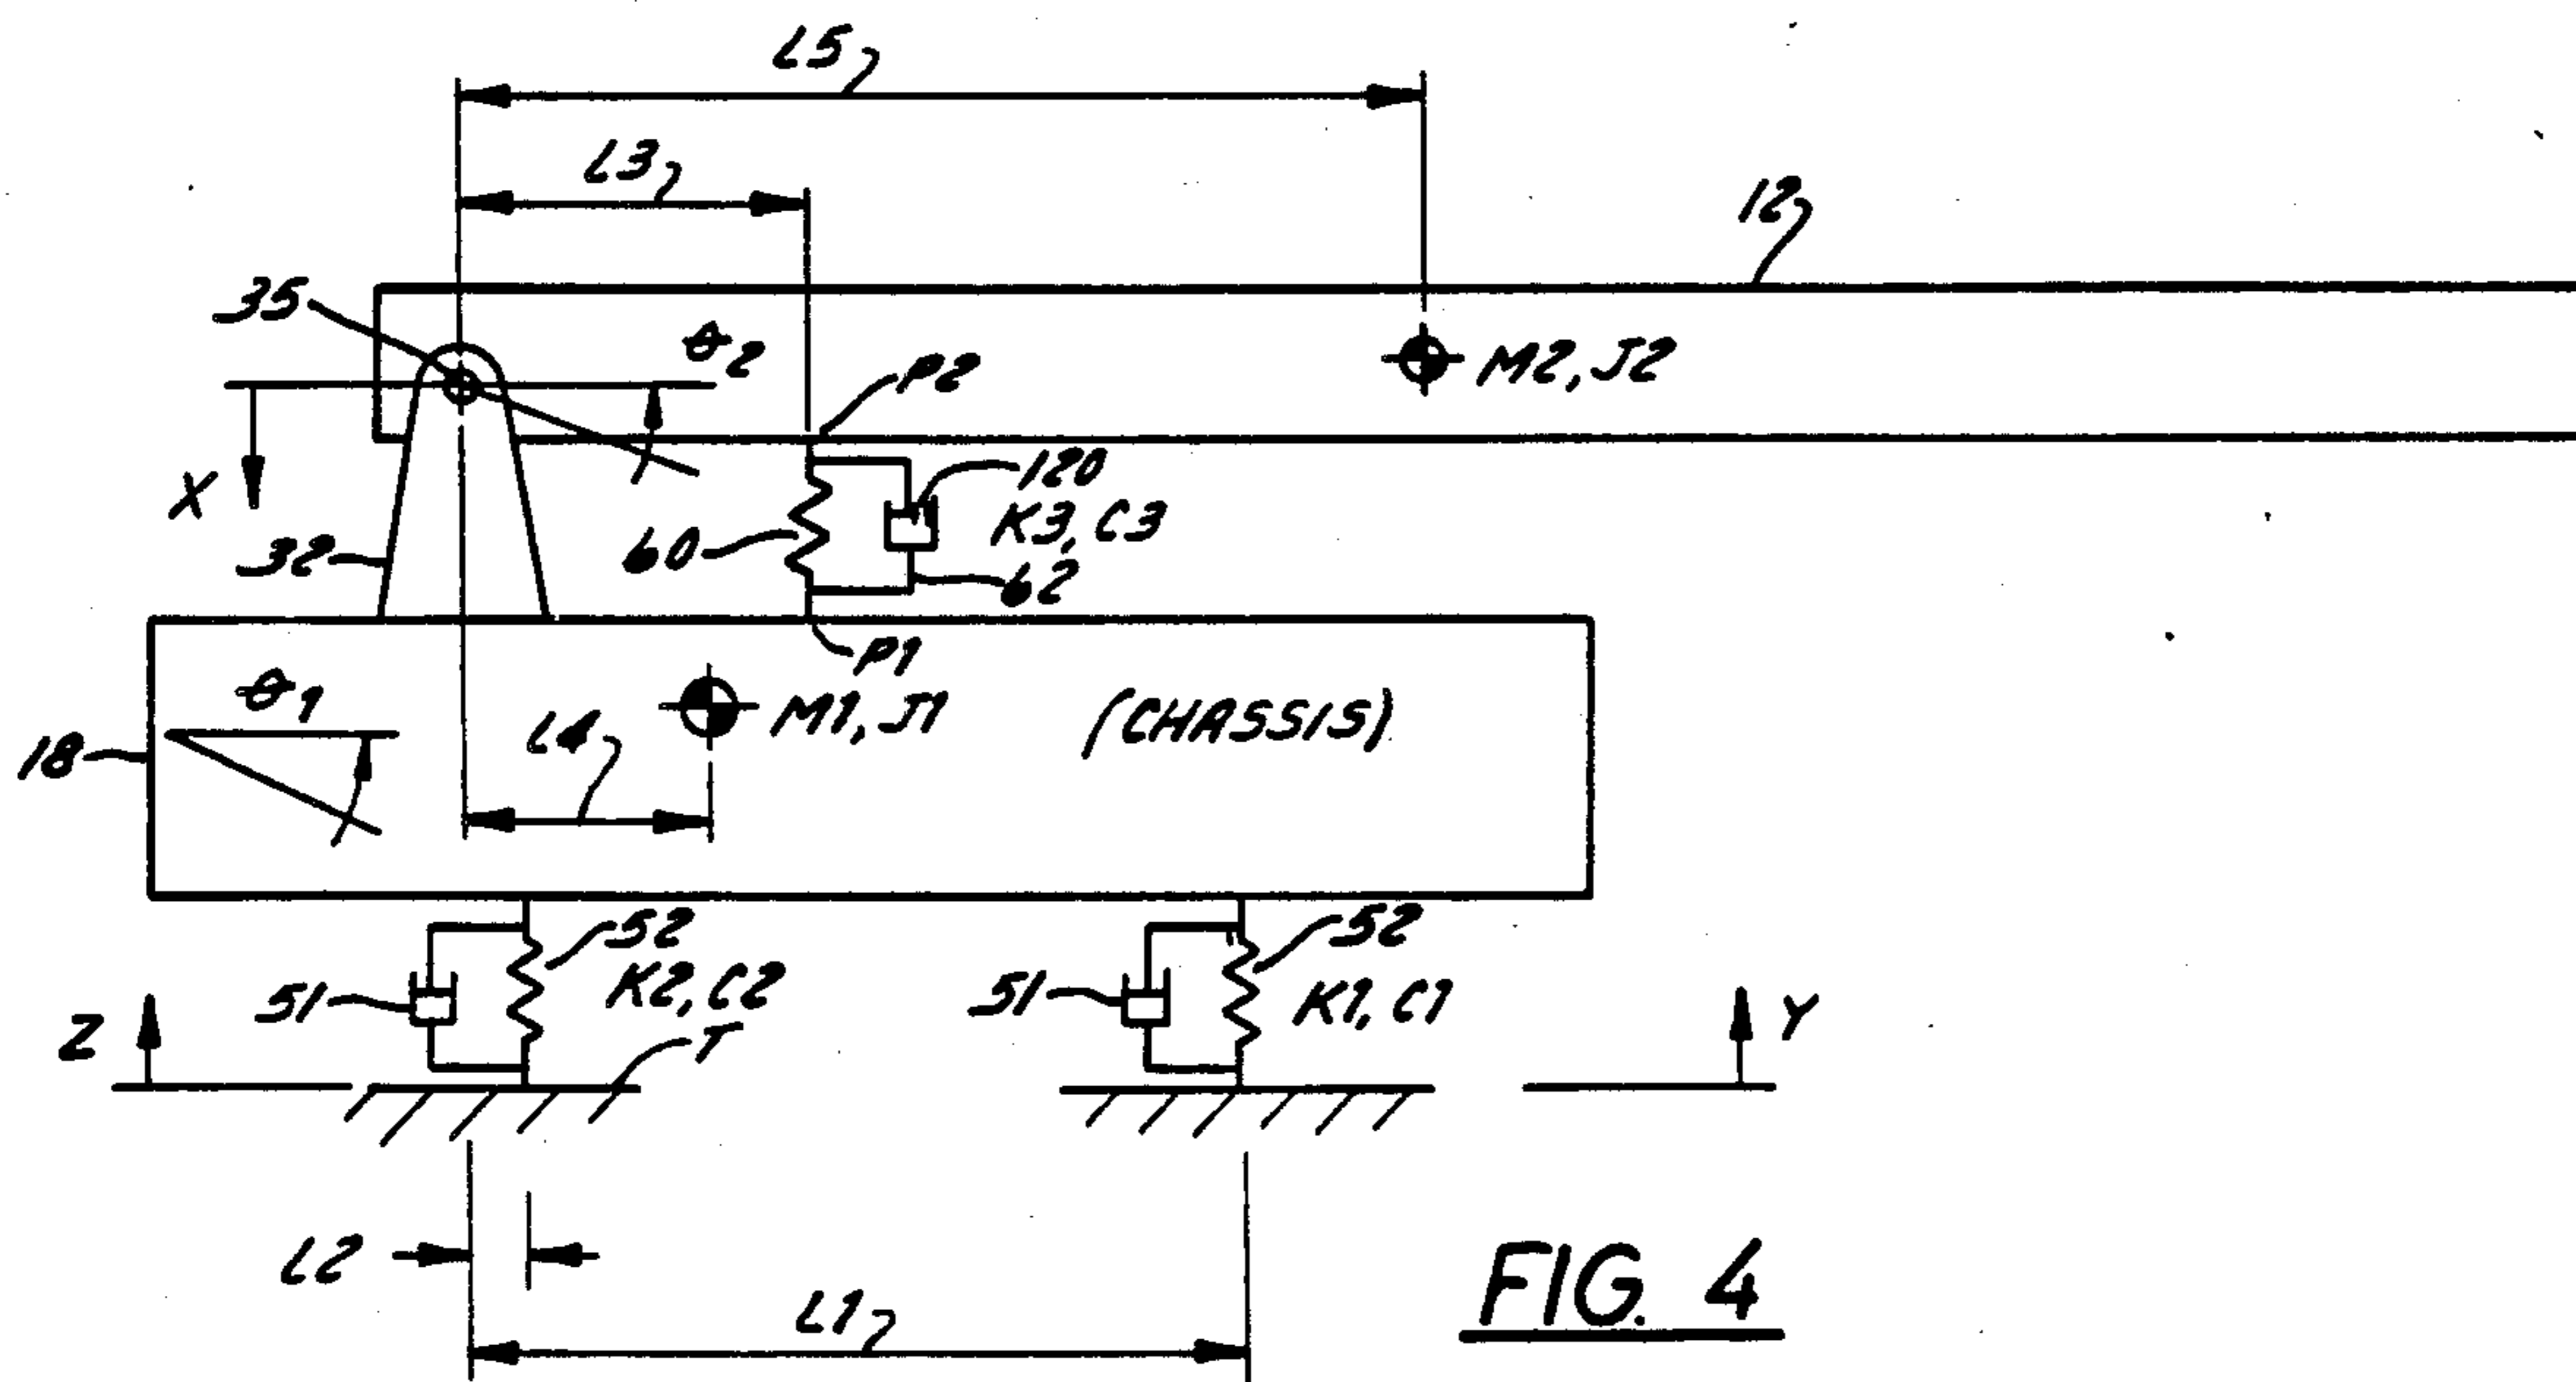 L5
L3
12
35
θ2
P2
M2, J2
X
120
K3, C3
60
32
62
P1
θ1
M1, J1
(CHASSIS)
L4
18
52
52
K2, C2
51
51
K1, C1
Z
T
Y
L2
L1
FIG. 4